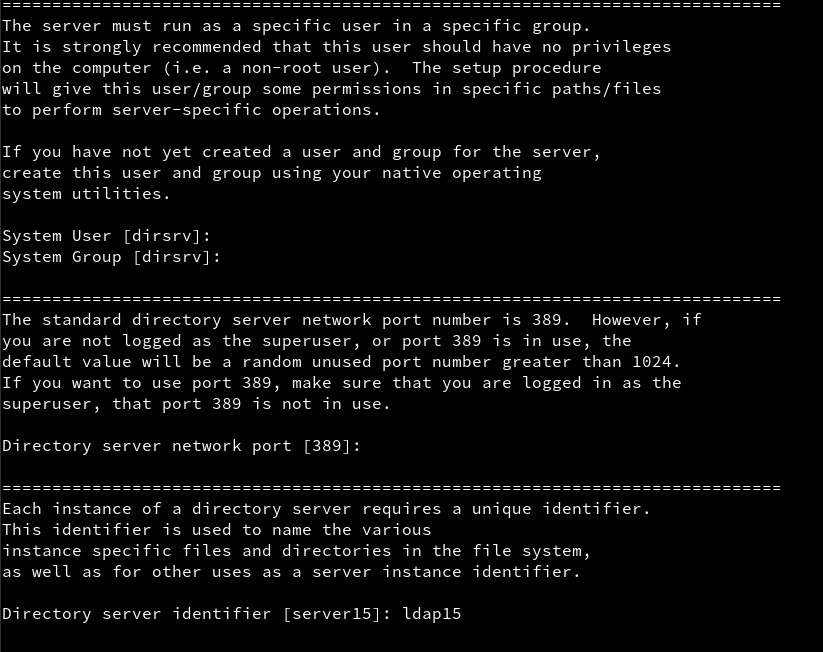 ==============================================================================
The server must run as a specific user in a specific group.
It is strongly recommended that this user should have no privileges
on the computer (i.e. a non-root user).  The setup procedure
will give this user/group some permissions in specific paths/files
to perform server-specific operations.

If you have not yet created a user and group for the server,
create this user and group using your native operating
system utilities.

System User [dirsrv]:
System Group [dirsrv]:

==============================================================================
The standard directory server network port number is 389.  However, if
you are not logged as the superuser, or port 389 is in use, the
default value will be a random unused port number greater than 1024.
If you want to use port 389, make sure that you are logged in as the
superuser, that port 389 is not in use.

Directory server network port [389]:

==============================================================================
Each instance of a directory server requires a unique identifier.
This identifier is used to name the various
instance specific files and directories in the file system,
as well as for other uses as a server instance identifier.

Directory server identifier [server15]: ldap15